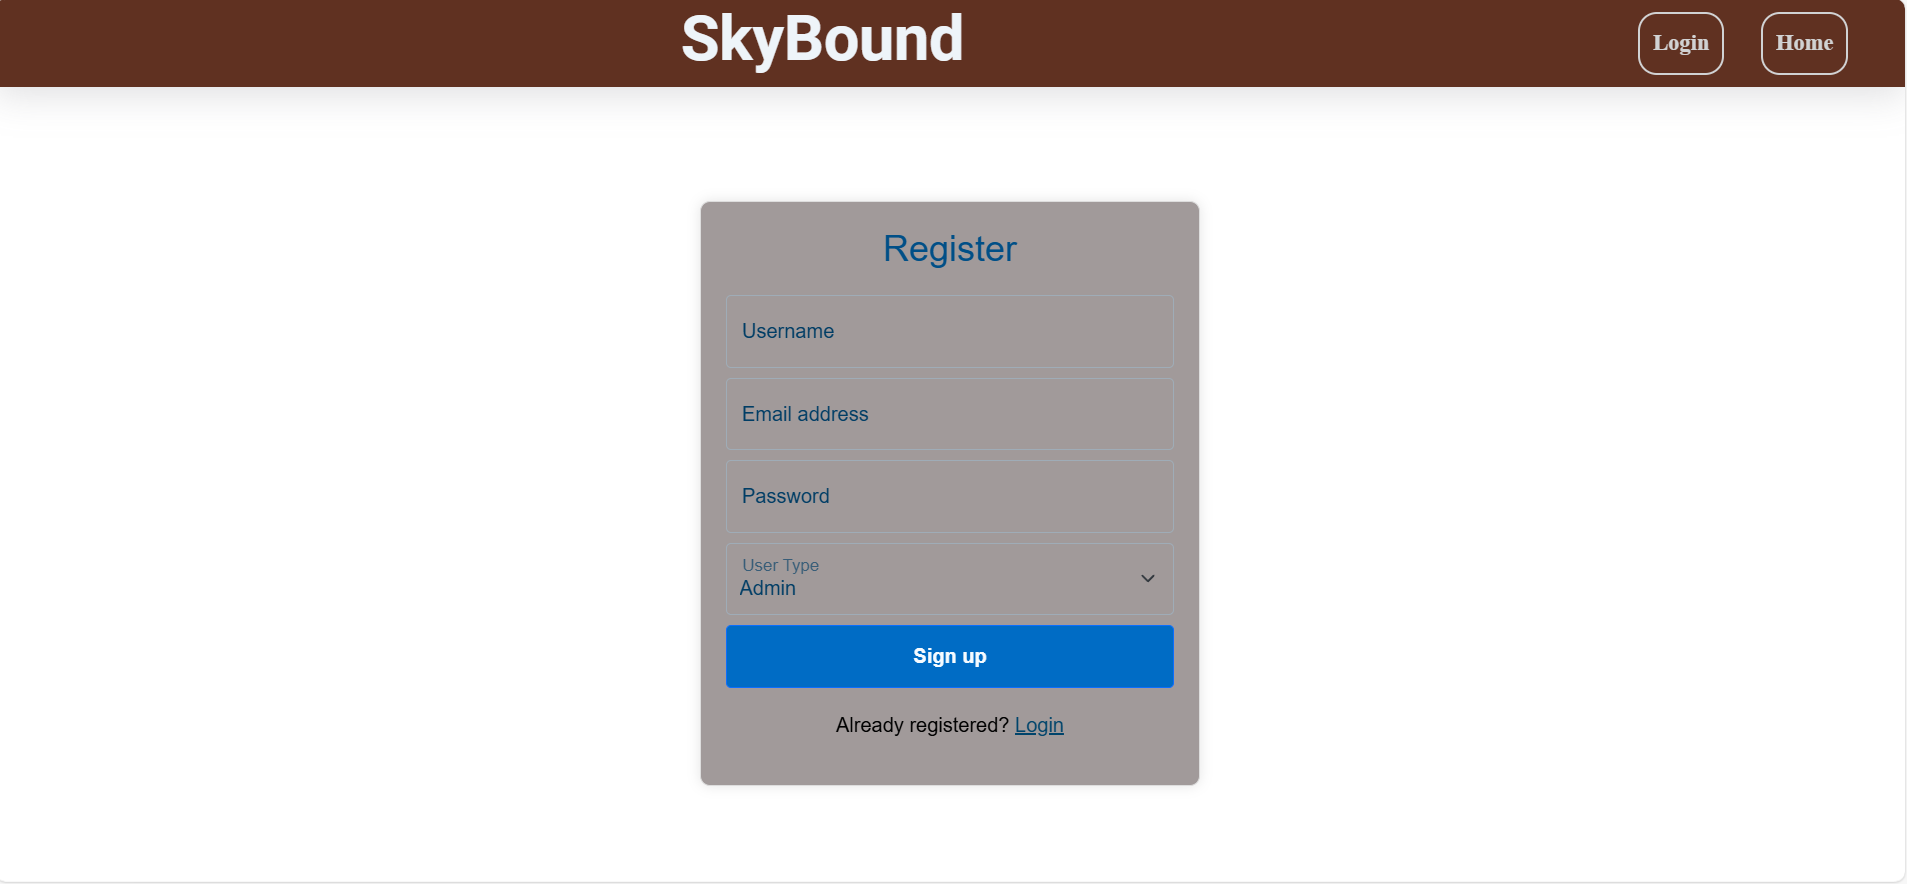 SkyBound
Login
Home
Register
Username
Email address
Password
User Type
Admin
Sign up
Already registered? Login